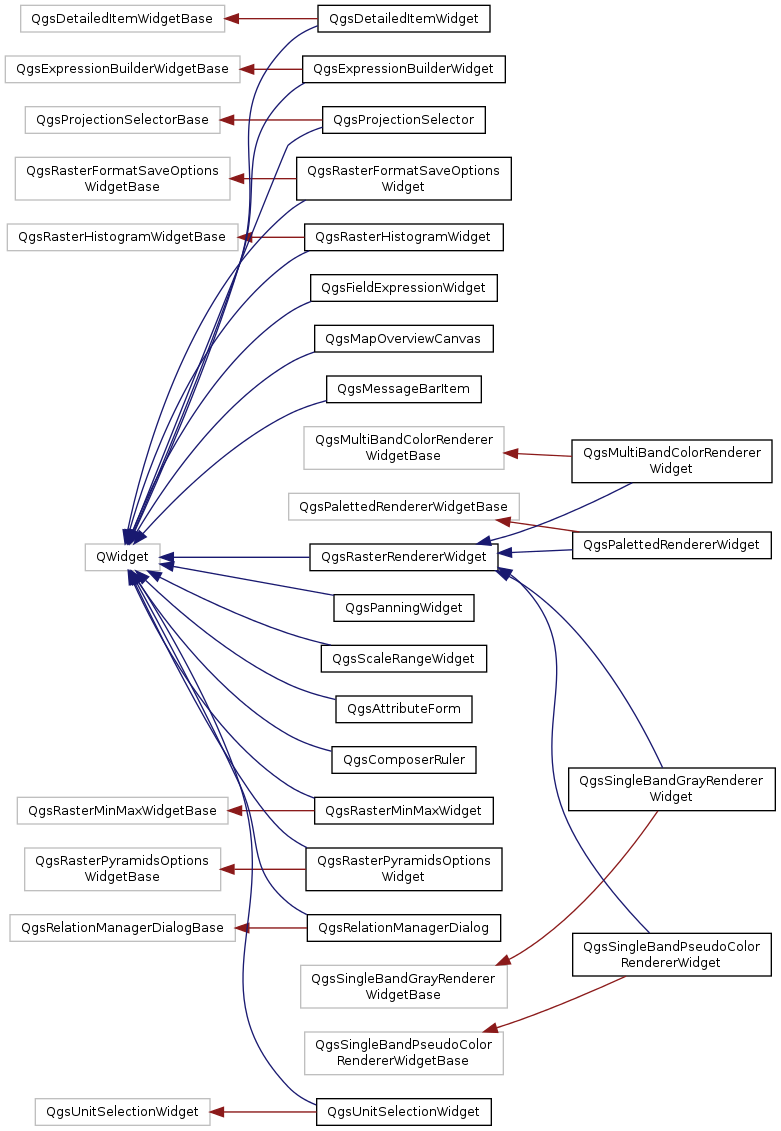 QgsDetailedItemWidgetBase
QgsDetailedItemWidget
QgsExpressionBuilderWidgetBase
QgsExpressionBuilderWidget
QgsProjectionSelectorBase
QgsProjectionSelector
QgsRasterFormatSaveOptions
WidgetBase
QgsRasterFormatSaveOptions
Widget
QgsRasterHistogramWidgetBase
QgsRasterHistogramWidget
QgsFieldExpressionWidget
QgsMapOverviewCanvas
QgsMessageBarItem
QgsMultiBandColorRenderer
WidgetBase
QgsMultiBandColorRenderer
Widget
QgsPalettedRendererWidgetBase
QgsPalettedRendererWidget
QWidget
QgsRasterRendererWidget
QgsPanningWidget
QgsScaleRangeWidget
QgsAttributeForm
QgsComposerRuler
QgsSingleBandGrayRenderer
Widget
QgsRasterMinMaxWidgetBase
QgsRasterMinMaxWidget
QgsRasterPyramidsOptions
WidgetBase
QgsRasterPyramidsOptions
Widget
QgsRelationManagerDialogBase
QgsRelationManagerDialog
QgsSingleBandPseudoColor
RendererWidget
QgsSingleBandGrayRenderer
WidgetBase
QgsSingleBandPseudoColor
RendererWidgetBase
QgsUnitSelectionWidget
QgsUnitSelectionWidget